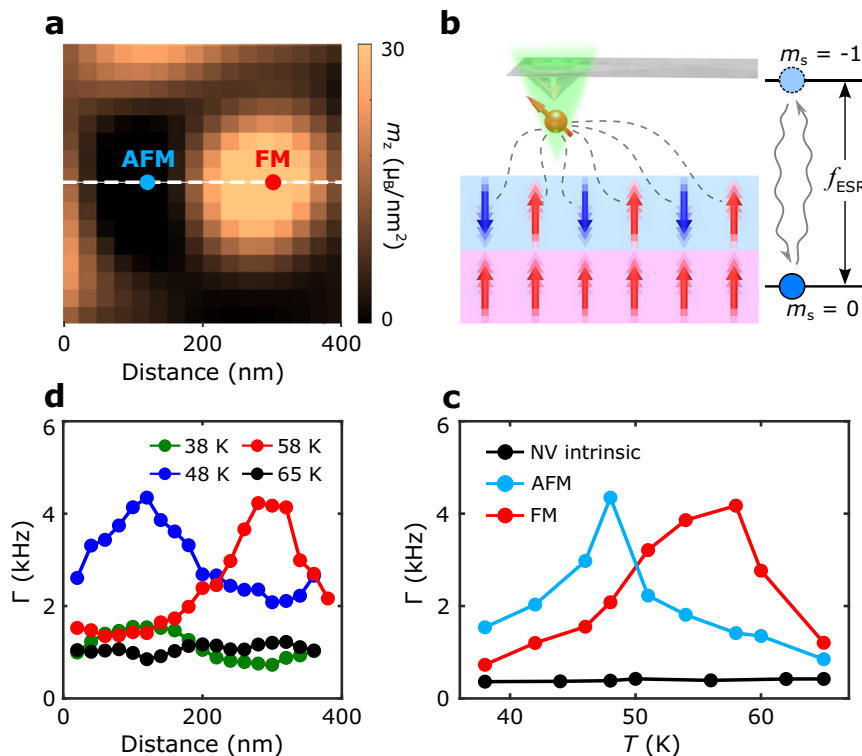 a
AFM
FM
30
m_z (μ_B/nm²)
0
0
200
400
Distance (nm)
b
m_s = -1
f_ESR
m_s = 0
d
6
4
2
0
Γ (kHz)
38 K
58 K
48 K
65 K
0
200
400
Distance (nm)
c
6
4
2
0
Γ (kHz)
NV intrinsic
AFM
FM
40
50
60
T (K)